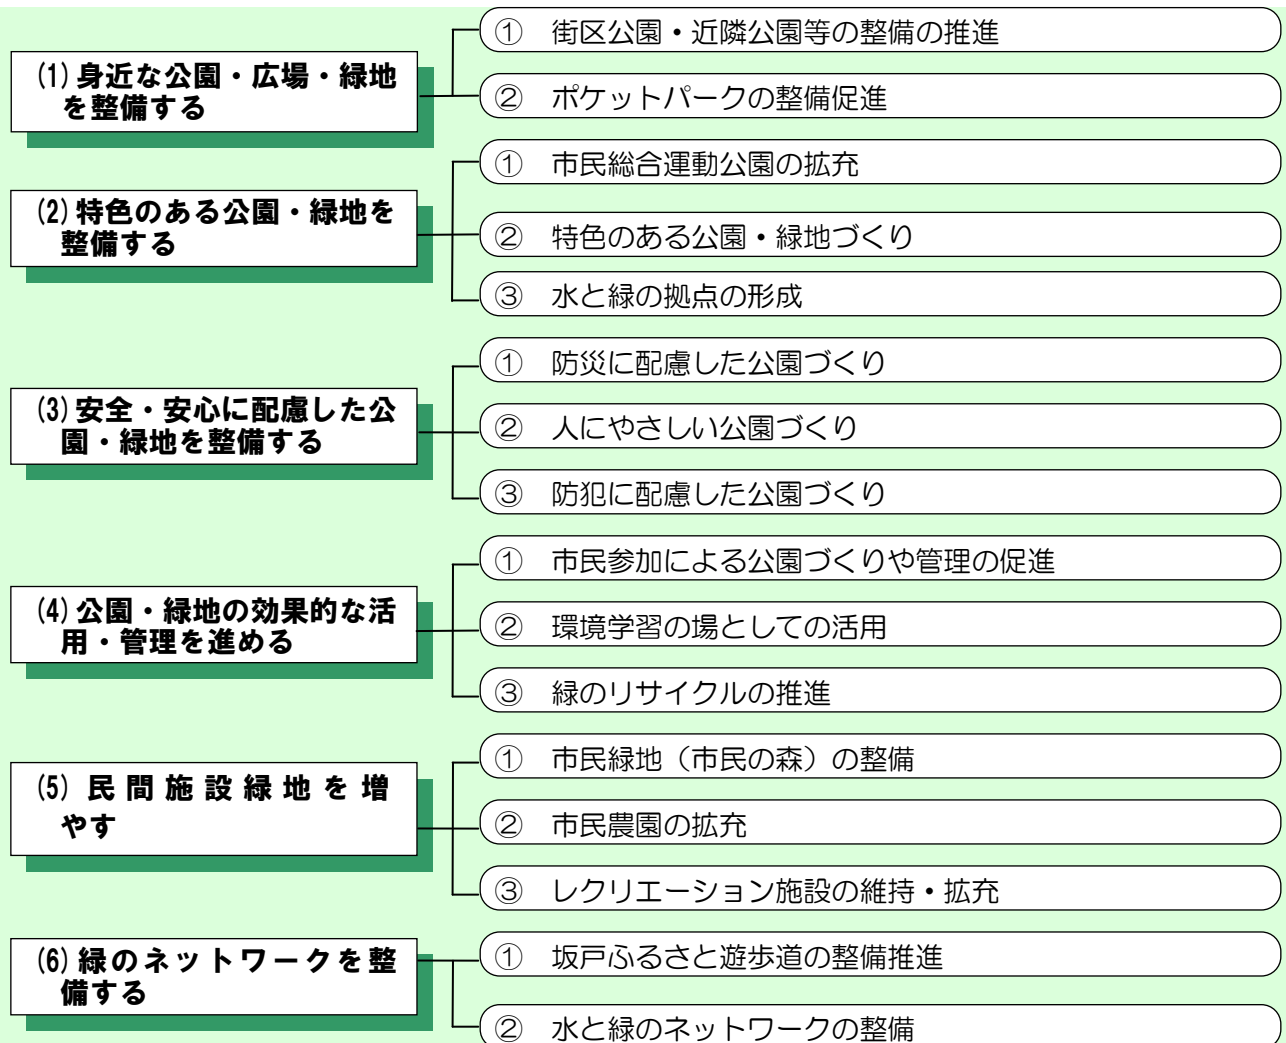 (1)身近な公園・広場・緑地
を整備する
① 街区公園・近隣公園等の整備の推進
② ポケットパークの整備促進
(2)特色のある公園・緑地を
整備する
① 市民総合運動公園の拡充
② 特色のある公園・緑地づくり
③ 水と緑の拠点の形成
(3)安全・安心に配慮した公
園・緑地を整備する
① 防災に配慮した公園づくり
② 人にやさしい公園づくり
③ 防犯に配慮した公園づくり
(4)公園・緑地の効果的な活
用・管理を進める
① 市民参加による公園づくりや管理の促進
② 環境学習の場としての活用
③ 緑のリサイクルの推進
(5)民間施設緑地を増
やす
① 市民緑地（市民の森）の整備
② 市民農園の拡充
③ レクリエーション施設の維持・拡充
(6)緑のネットワークを整
備する
① 坂戸ふるさと遊歩道の整備推進
② 水と緑のネットワークの整備